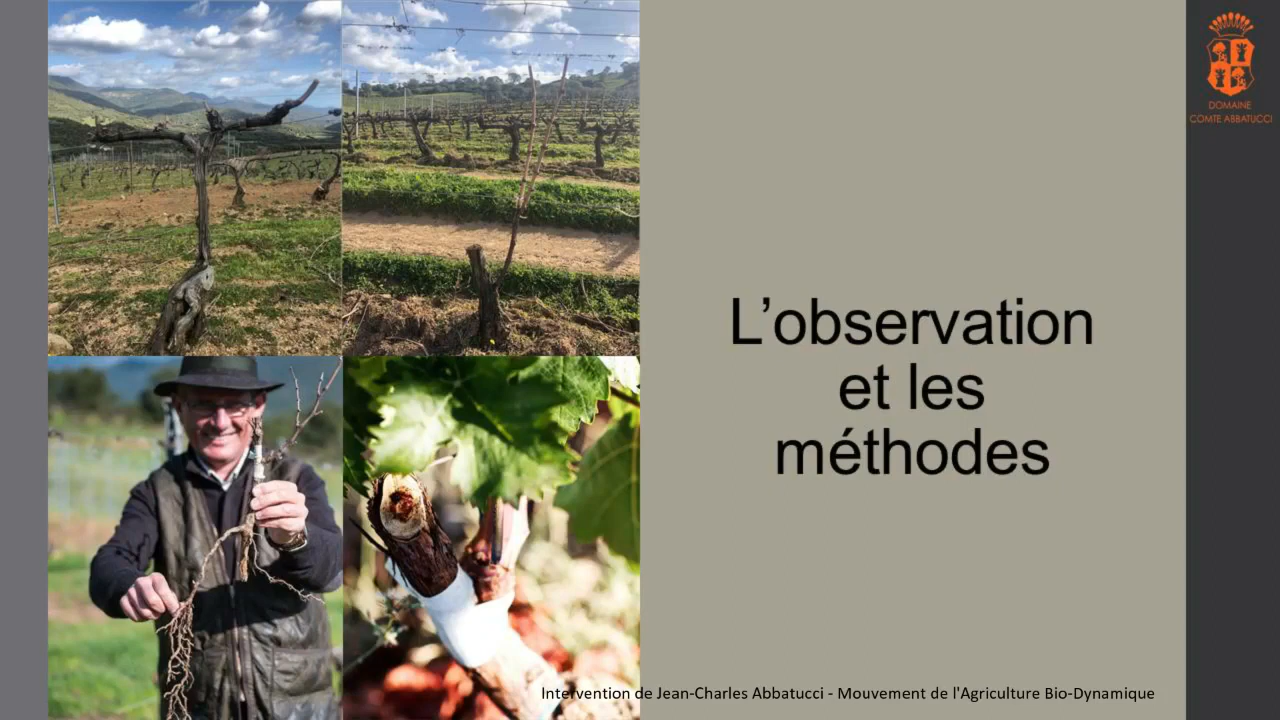 DOMAINE
COMTE ABBATUCCI
L'observation
et les
méthodes
Intervention de Jean-Charles Abbatucci - Mouvement de l'Agriculture Bio-Dynamique